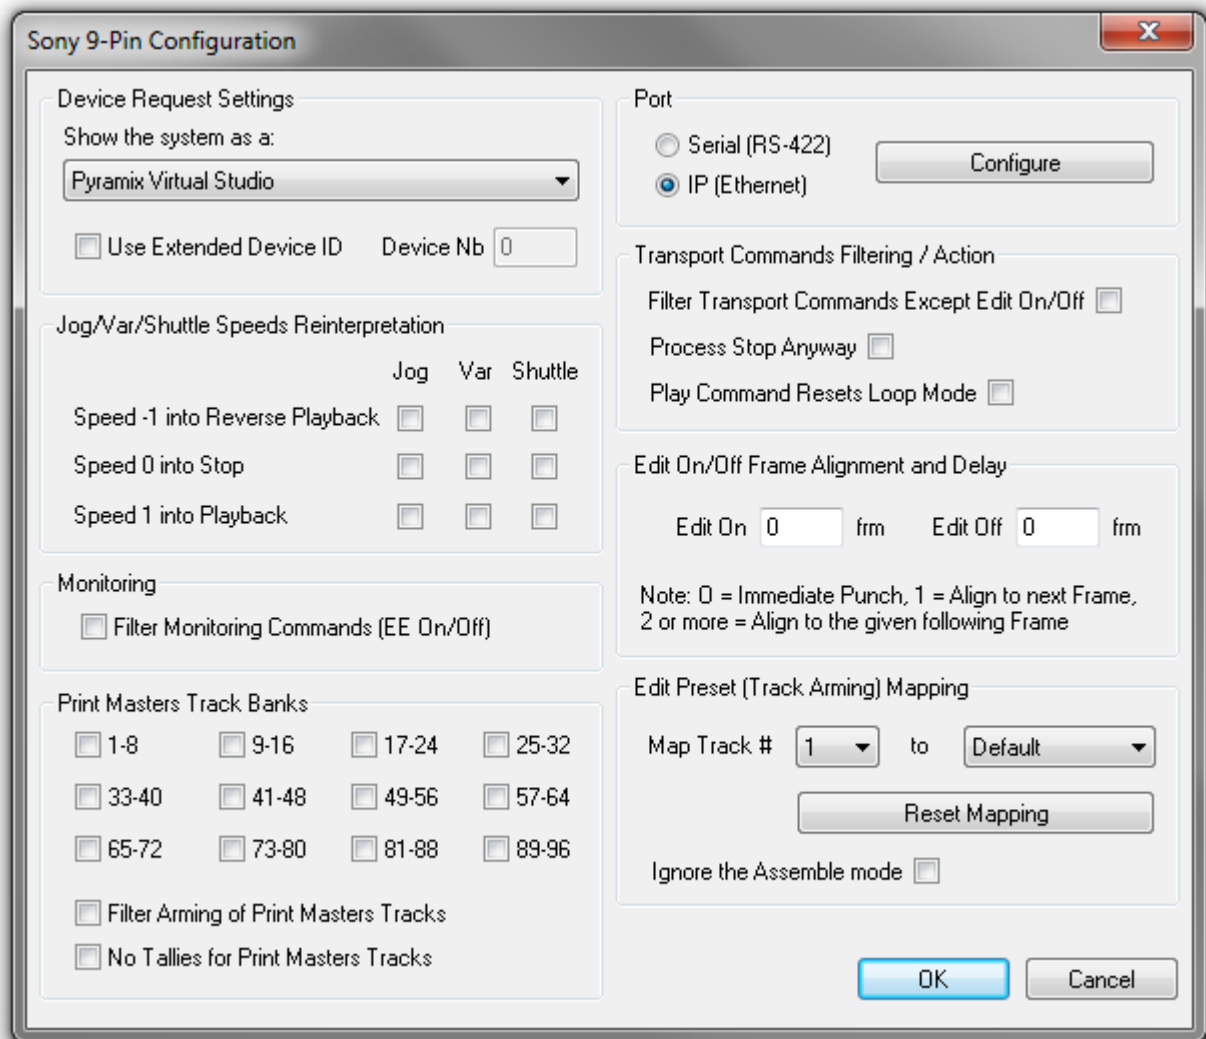 Sony 9-Pin Configuration
Device Request Settings
Show the system as a:
Pyramix Virtual Studio
Use Extended Device ID Device Nb 0
Jog/Var/Shuttle Speeds Reinterpretation
Jog Var Shuttle
Speed -1 into Reverse Playback
Speed 0 into Stop
Speed 1 into Playback
Monitoring
Filter Monitoring Commands (EE On/Off)
Print Masters Track Banks
1-8 9-16 17-24 25-32
33-40 41-48 49-56 57-64
65-72 73-80 81-88 89-96
Filter Arming of Print Masters Tracks
No Tallies for Print Masters Tracks
Port
Serial (RS-422)
IP (Ethernet)
Configure
Transport Commands Filtering / Action
Filter Transport Commands Except Edit On/Off
Process Stop Anyway
Play Command Resets Loop Mode
Edit On/Off Frame Alignment and Delay
Edit On 0 frm Edit Off 0 frm
Note: 0 = Immediate Punch, 1 = Align to next Frame,
2 or more = Align to the given following Frame
Edit Preset (Track Arming) Mapping
Map Track # 1 to Default
Reset Mapping
Ignore the Assemble mode
OK Cancel